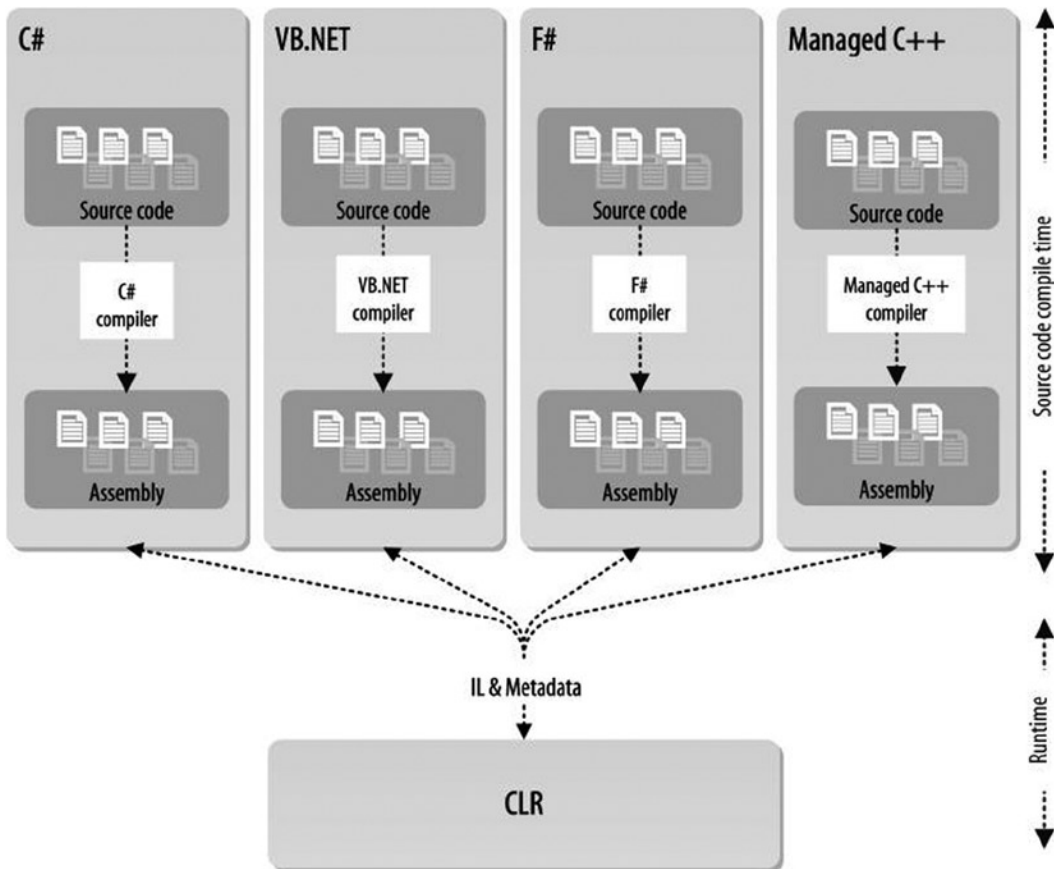 C#
VB.NET
F#
Managed C++
Source code
Source code
Source code
Source code
C#
compiler
VB.NET
compiler
F#
compiler
Managed C++
compiler
Assembly
Assembly
Assembly
Assembly
Source code compile time
IL & Metadata
CLR
Runtime